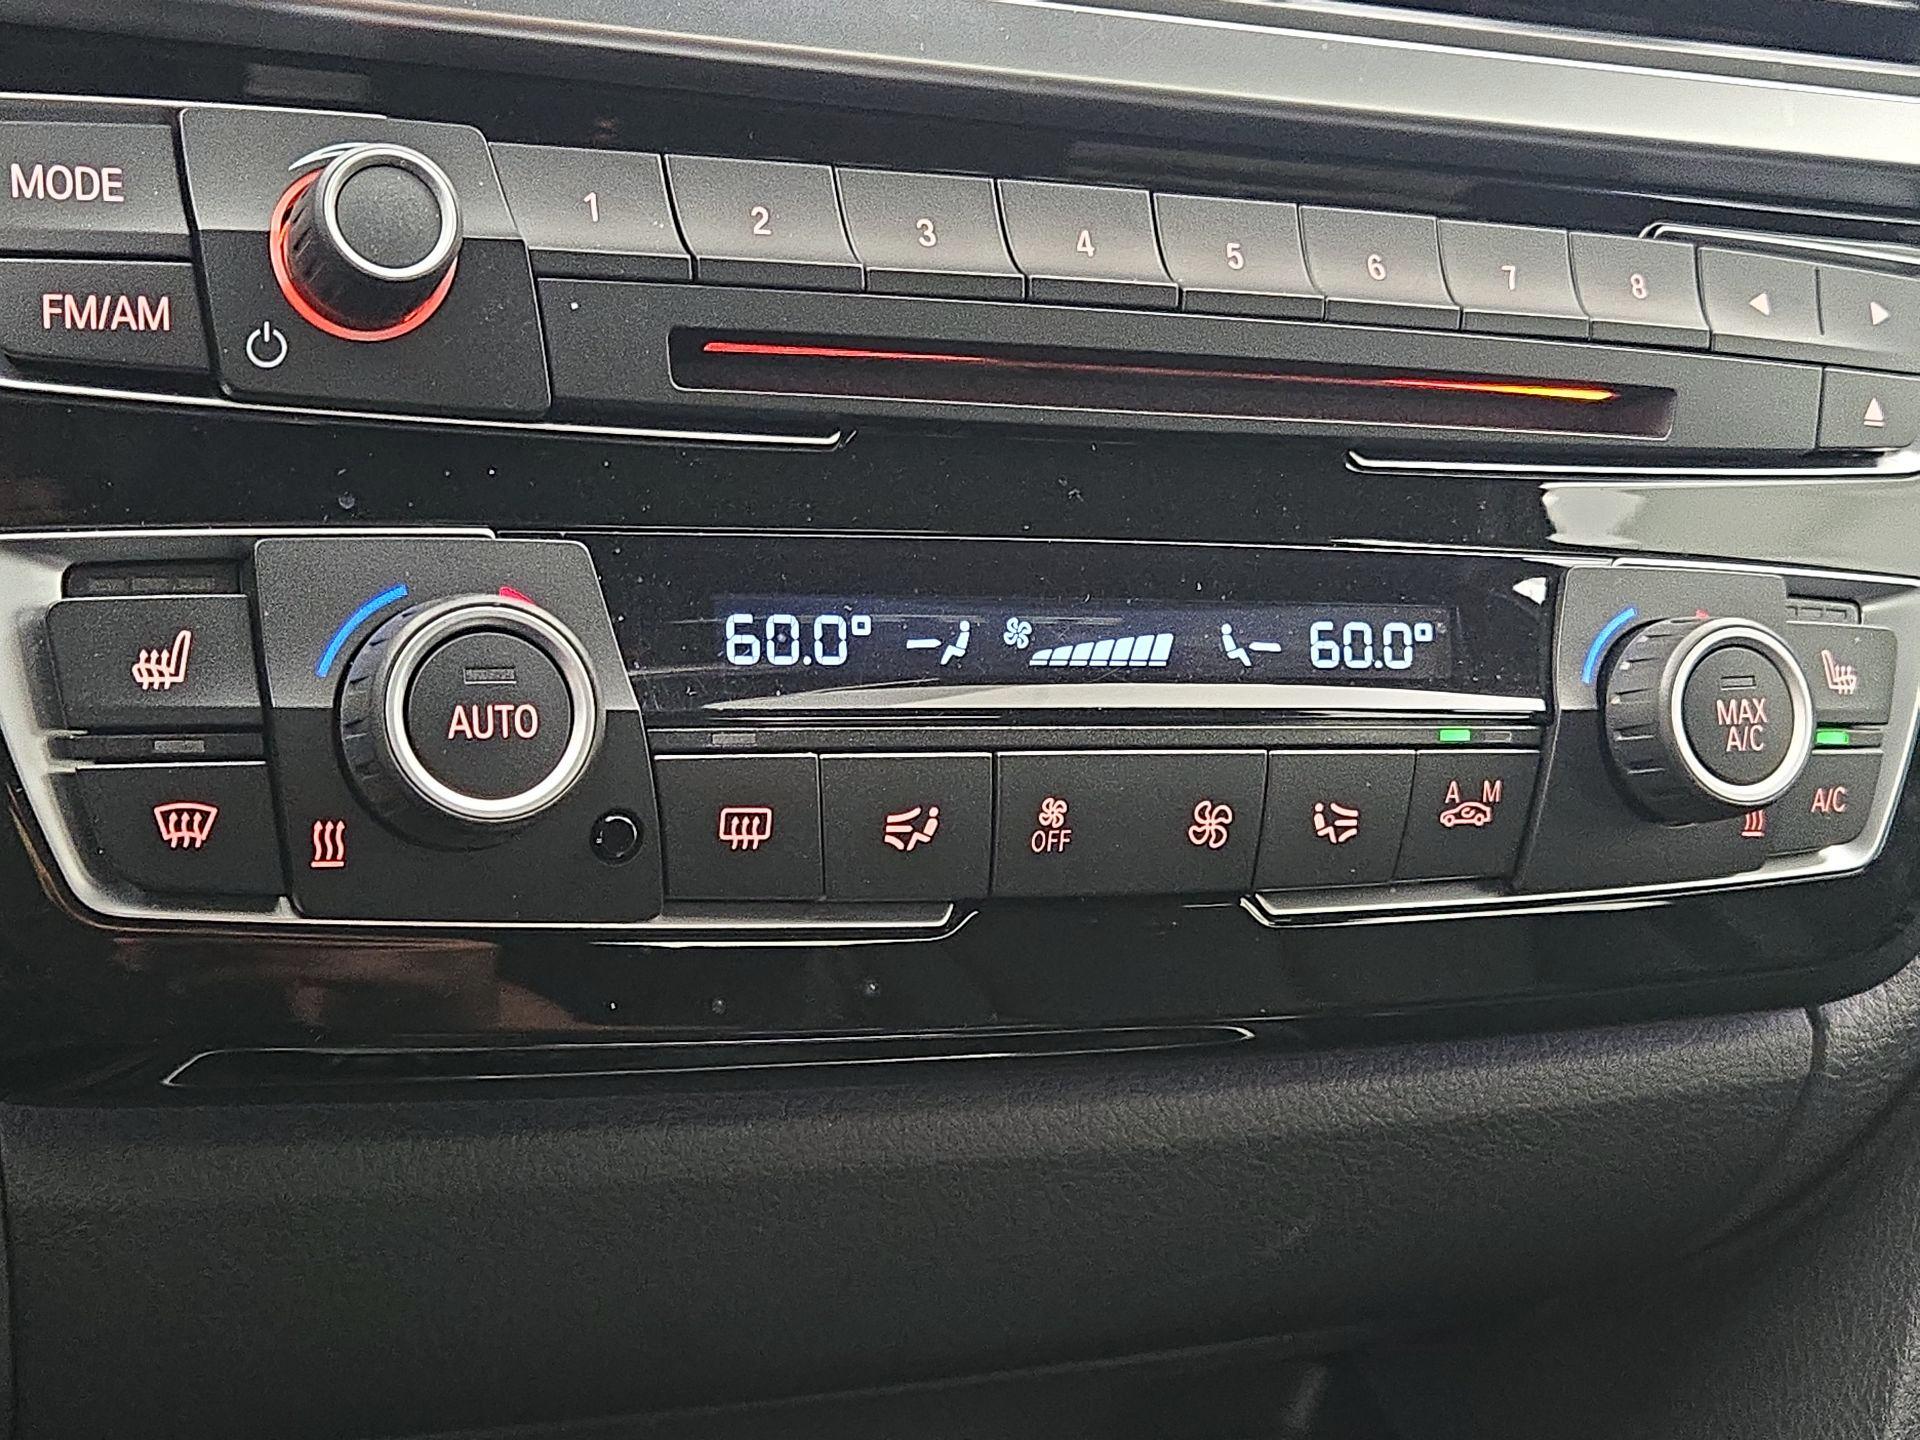 MODE
1 2 3 4 5 6 7 8
FM/AM
60.0° 60.0°
AUTO
MAX
A/C
A M
OFF
A/C